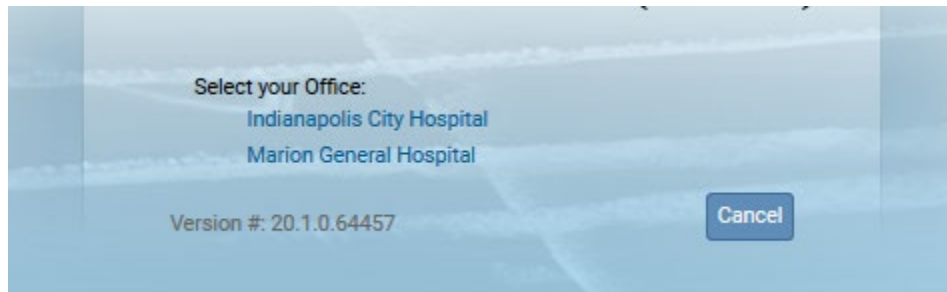 Select your Office:
Indianapolis City Hospital
Marion General Hospital
Version #: 20.1.0.64457
Cancel